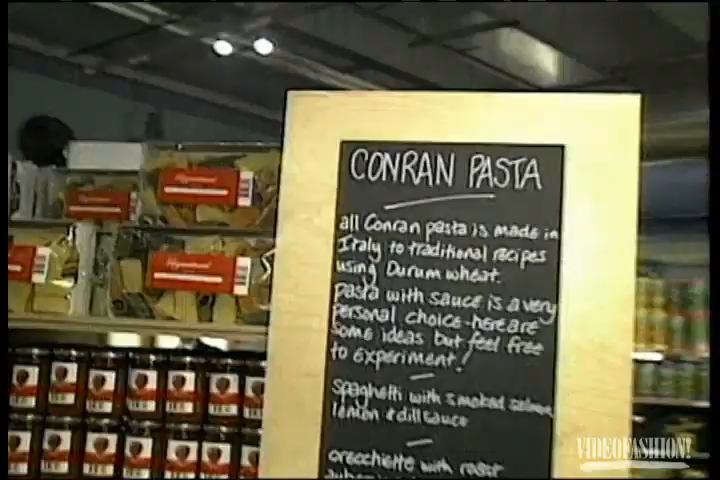 CONRAN PASTA
all Conran pasta is made in
Italy to traditional recipes
using Durum wheat.
pasta with sauce is a very
personal choice - here are
some ideas but feel free
to experiment!
spaghetti with smoked salmon,
lemon & dill sauce
orecchiette with roast
VIDEOFASHION!